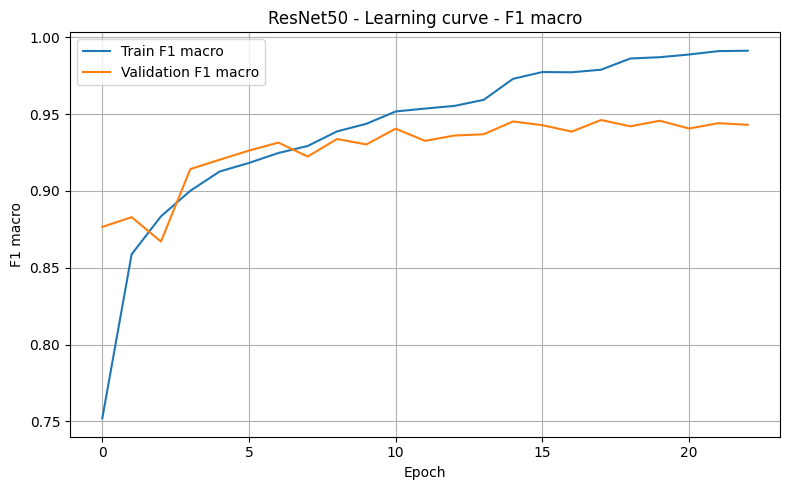 ResNet50 - Learning curve - F1 macro
Train F1 macro
Validation F1 macro
1.00
0.95
0.90
0.85
0.80
0.75
F1 macro
0 5 10 15 20
Epoch